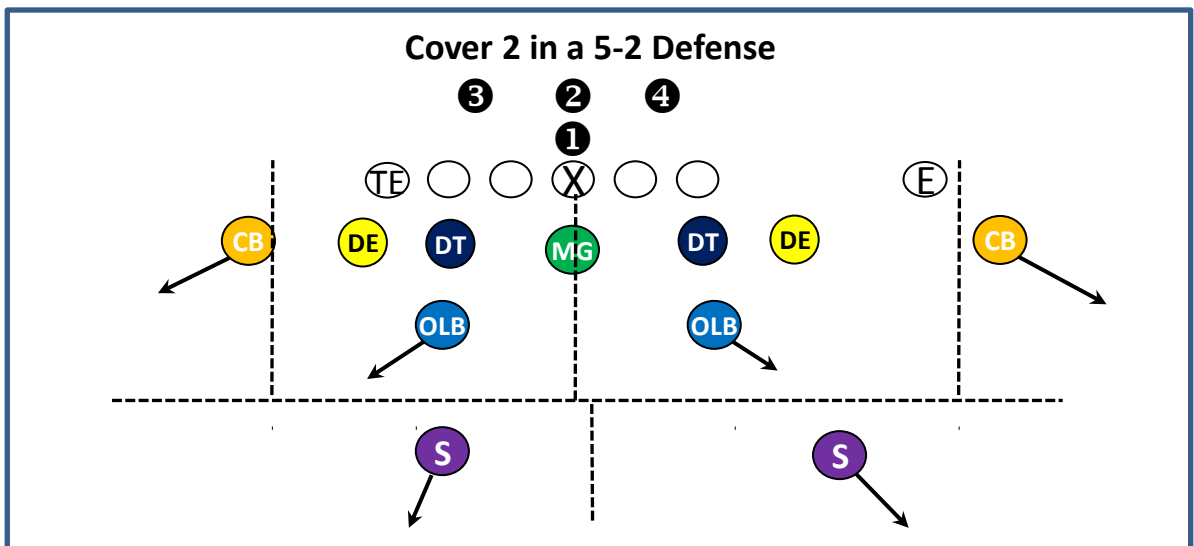 Cover 2 in a 5-2 Defense
❸ ❷ ❹
❶
TE X E
CB DE DT MG DT DE CB
OLB OLB
S S